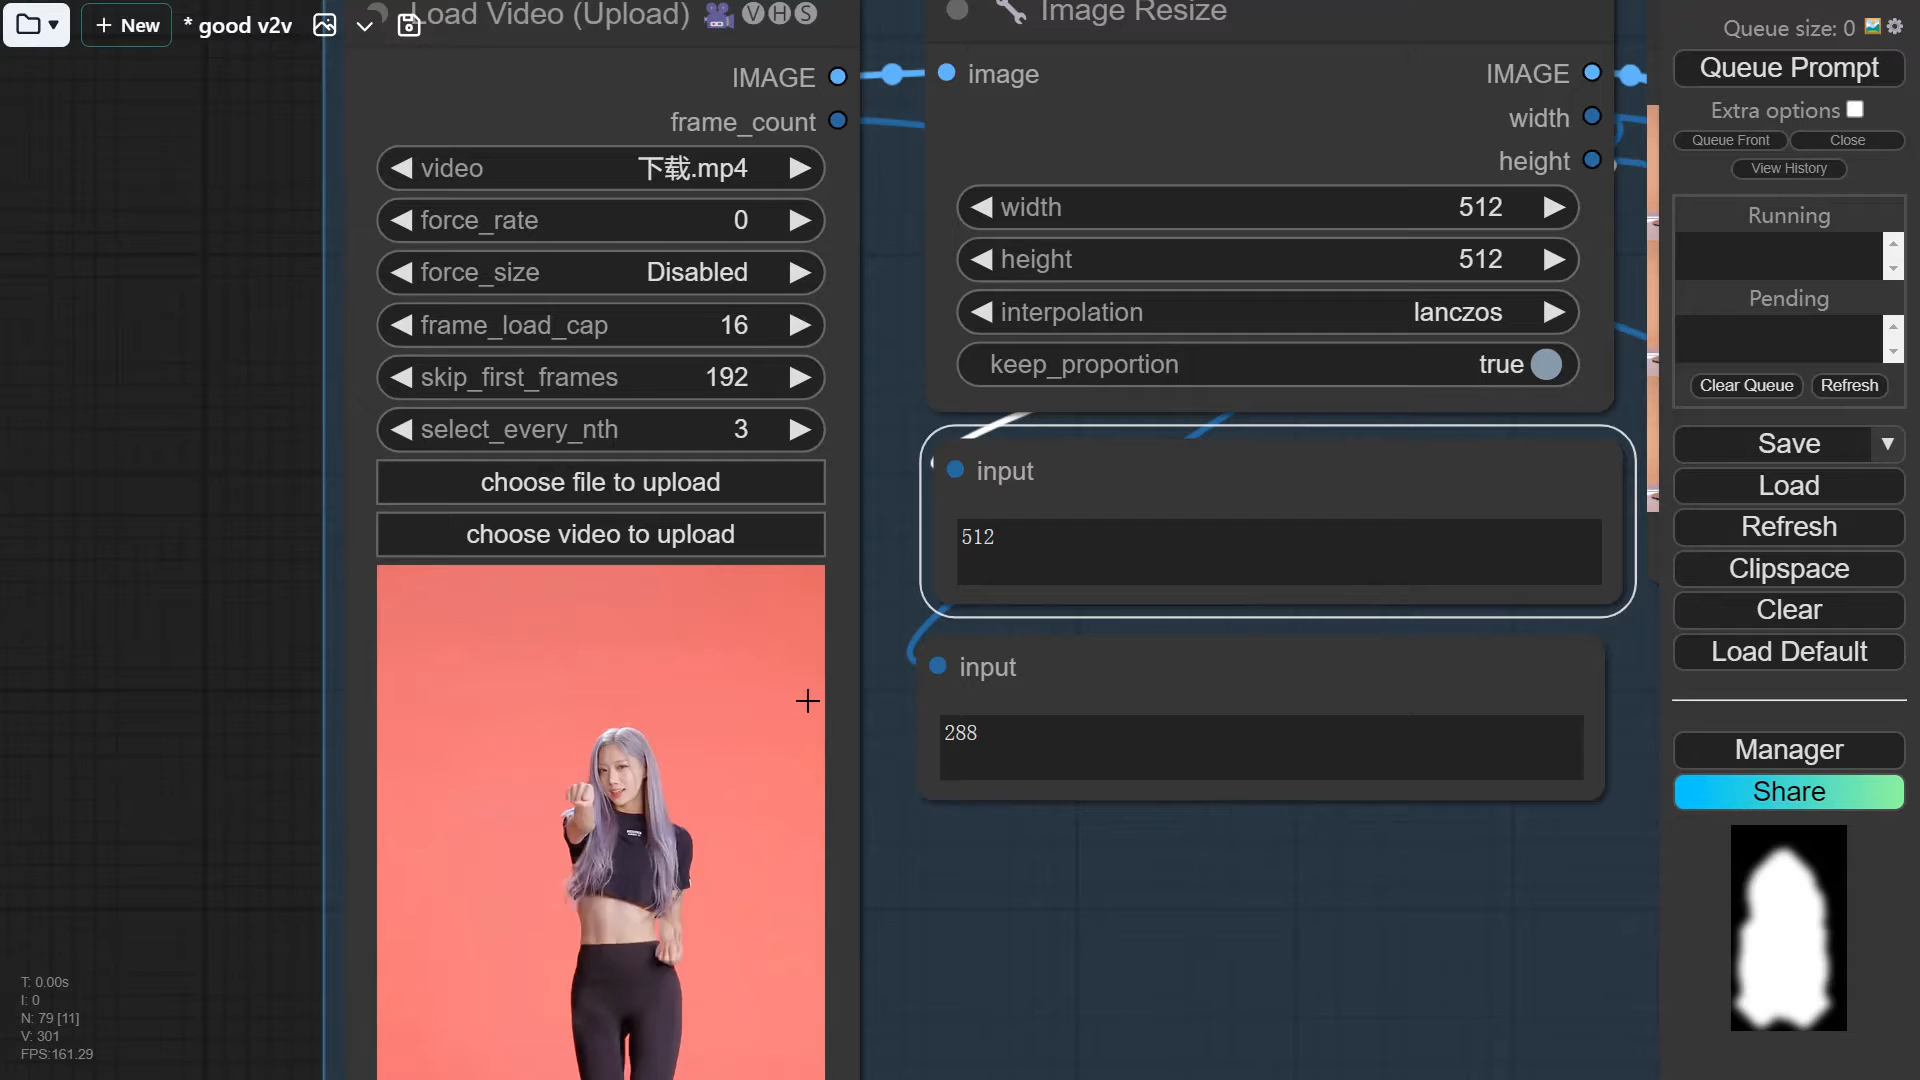 New
* good v2v
Load Video (Upload) VHS
IMAGE
frame_count
video 下载.mp4
force_rate 0
force_size Disabled
frame_load_cap 16
skip_first_frames 192
select_every_nth 3
choose file to upload
choose video to upload
T: 0.00s
I: 0
N: 79 [11]
V: 301
FPS:161.29
Image Resize
image
IMAGE
width
height
width 512
height 512
interpolation lanczos
keep_proportion true
input
512
input
288
Queue size: 0
Queue Prompt
Extra options
Queue Front Close
View History
Running
Pending
Clear Queue Refresh
Save
Load
Refresh
Clipspace
Clear
Load Default
Manager
Share